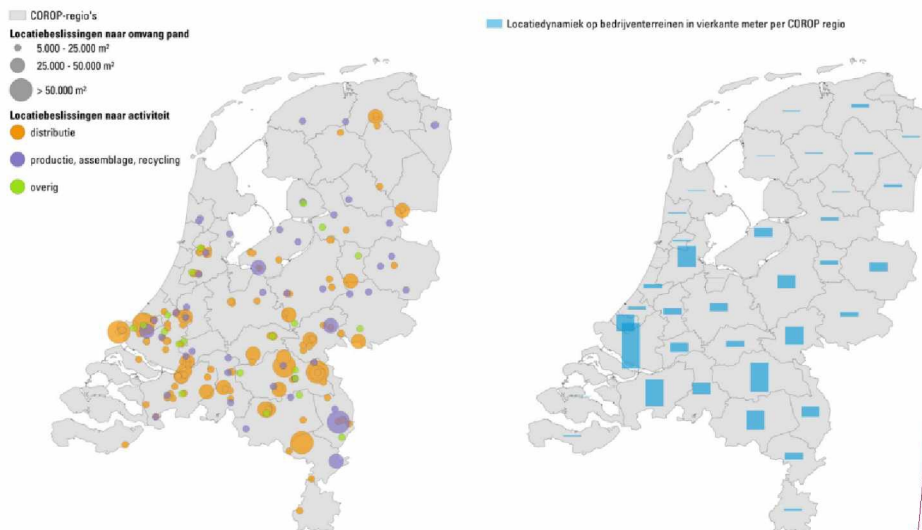 COROP-regio's
Locatiebeslissingen naar omvang pand
5.000 - 25.000 m²
25.000 - 50.000 m²
> 50.000 m²
Locatiebeslissingen naar activiteit
distributie
productie, assemblage, recycling
overig
Locatiedynamiek op bedrijventerreinen in vierkante meter per COROP regio